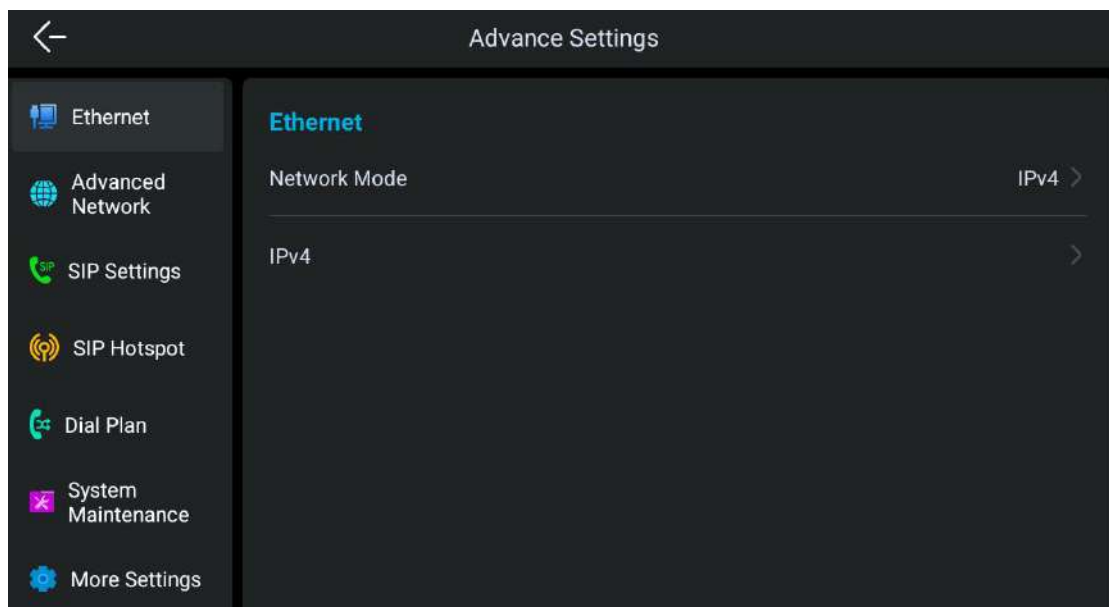 Advance Settings
Ethernet
Advanced
Network
SIP
SIP Settings
SIP Hotspot
Dial Plan
System
Maintenance
More Settings
Ethernet
Network Mode
IPv4
IPv4